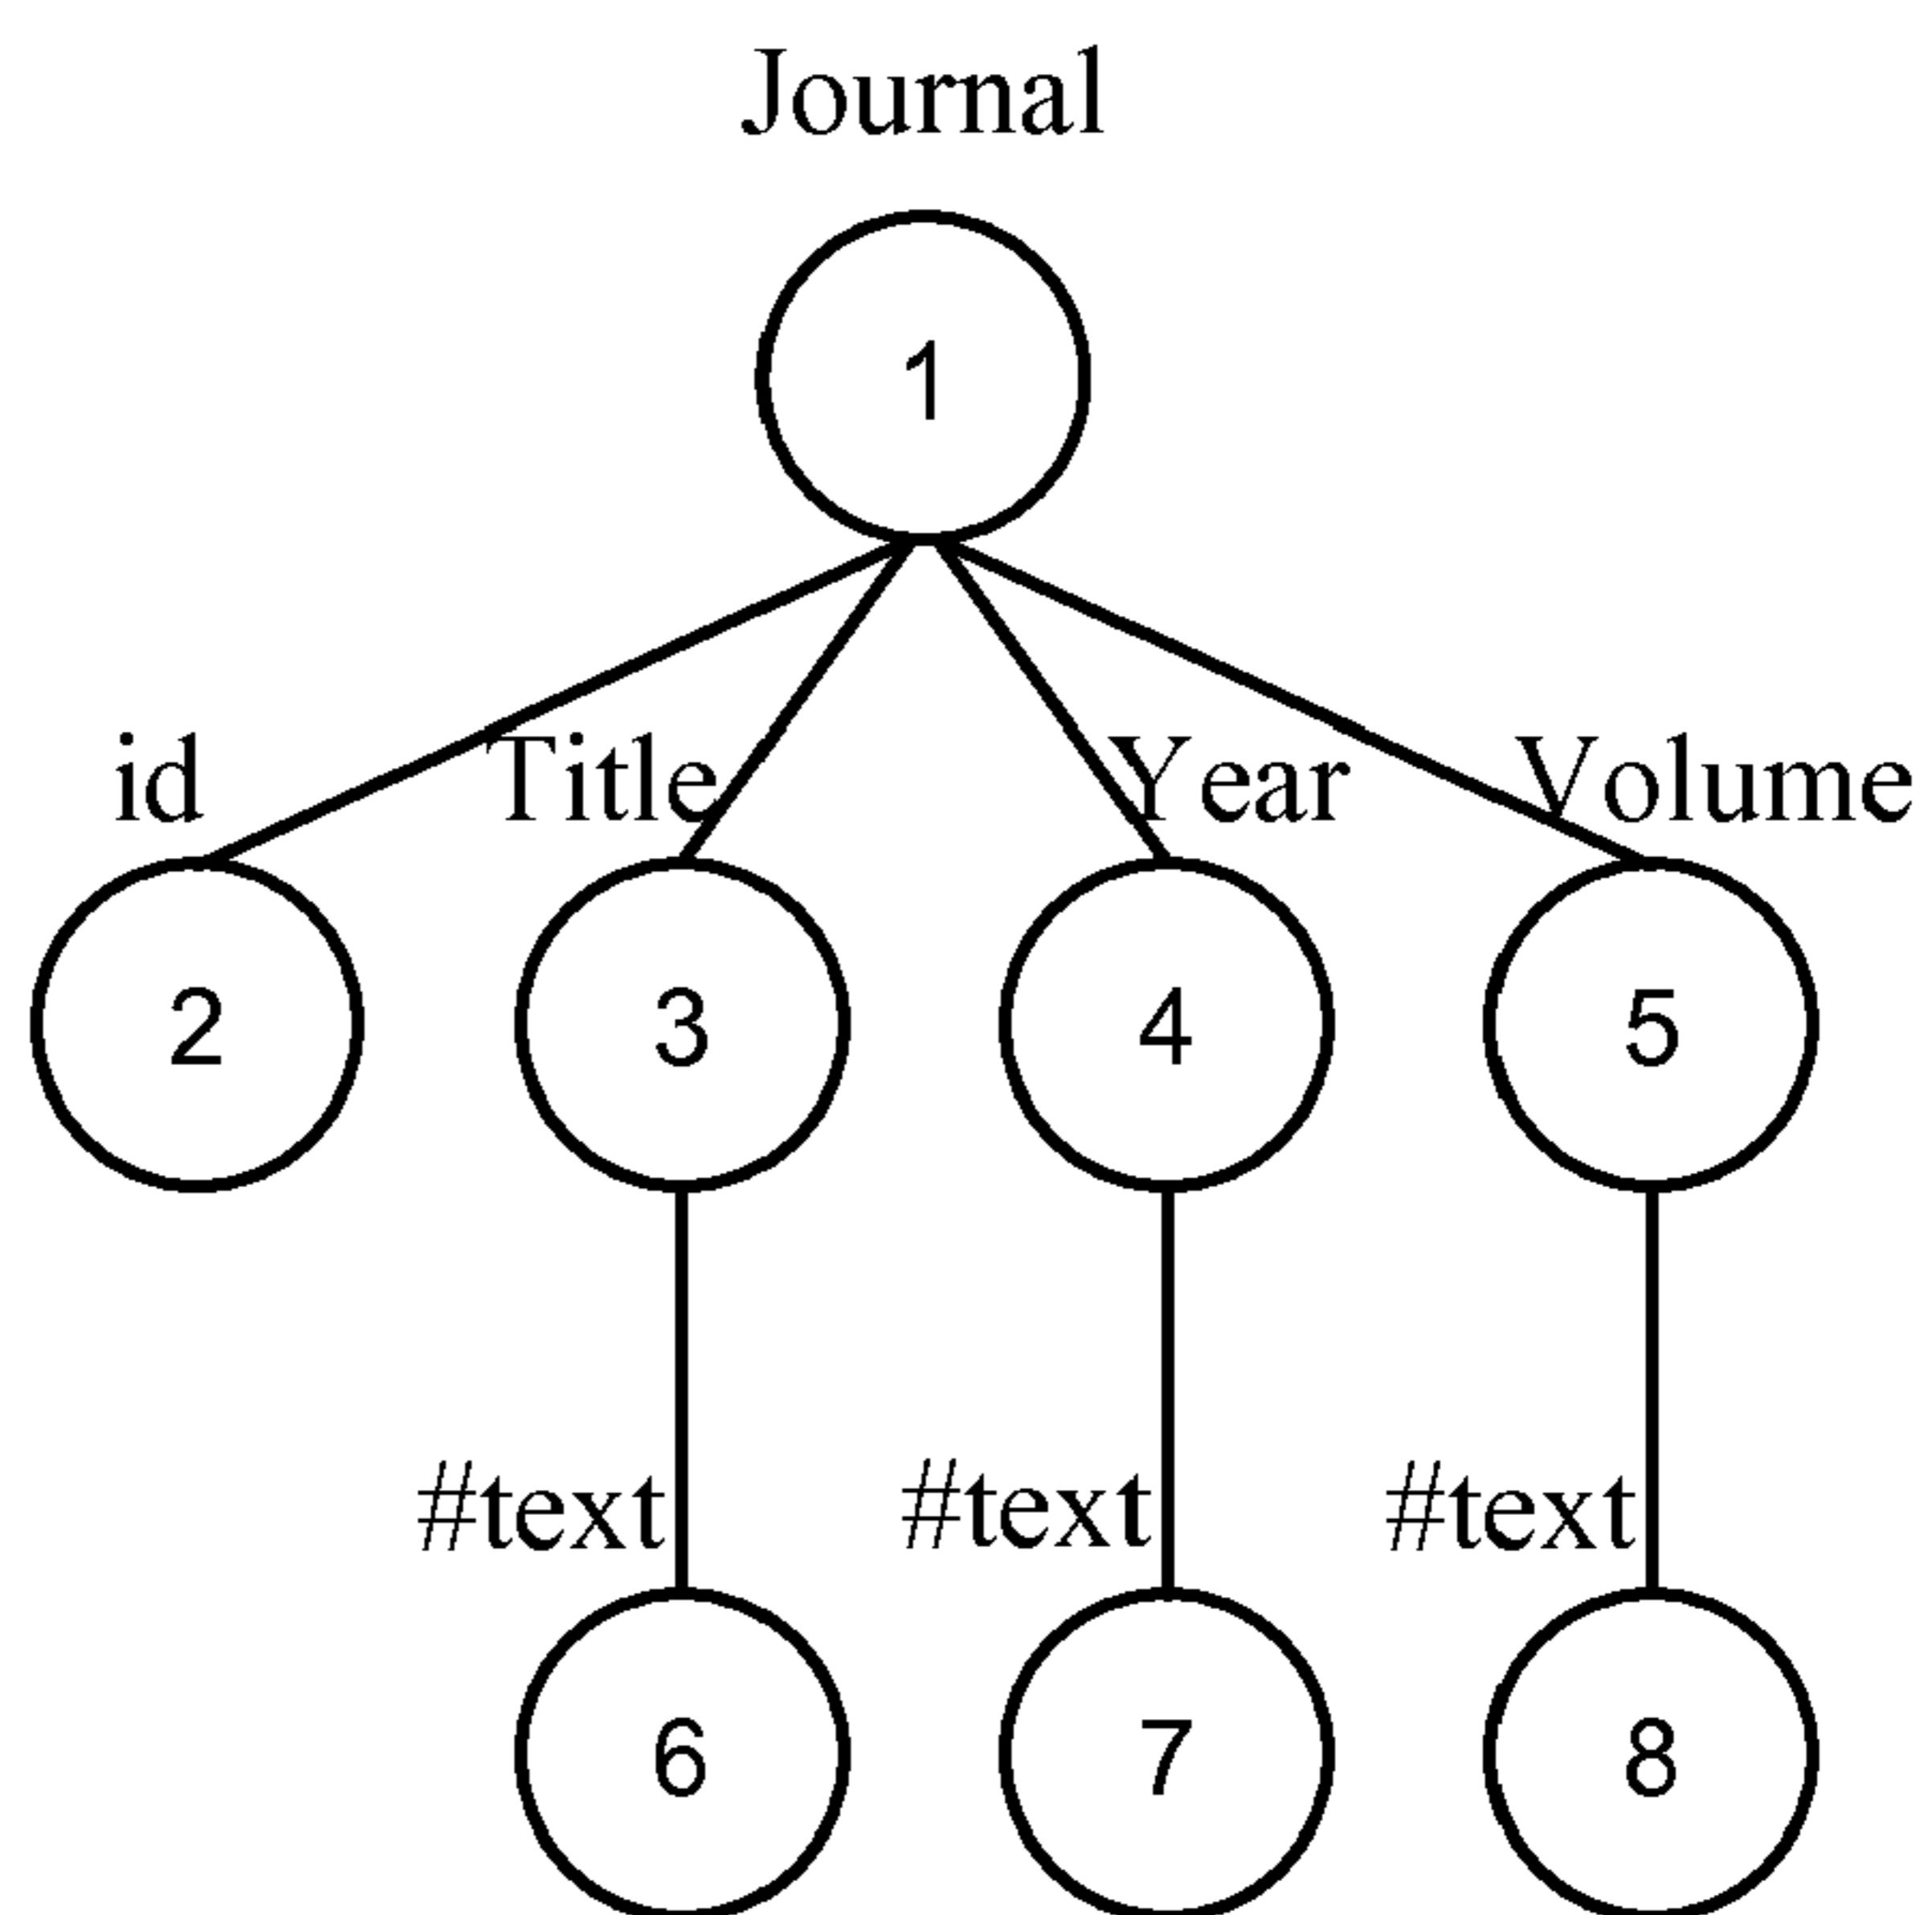 Journal
1
id Title Year Volume
2 3 4 5
#text #text #text
6 7 8